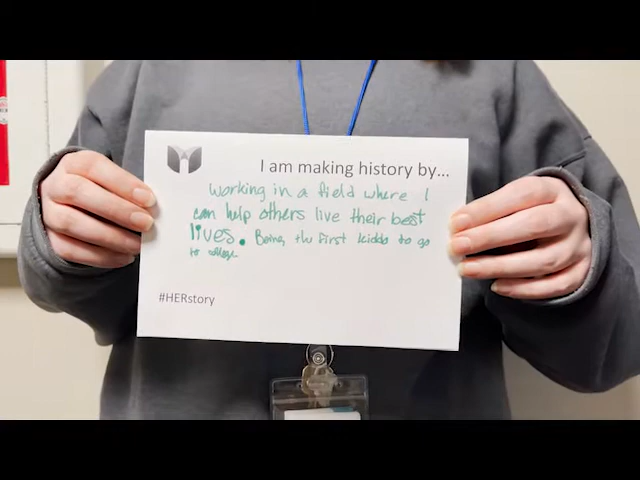 I am making history by...
Working in a field where I
can help others live their best
lives. Being the first kiddo to go
to college
#HERstory